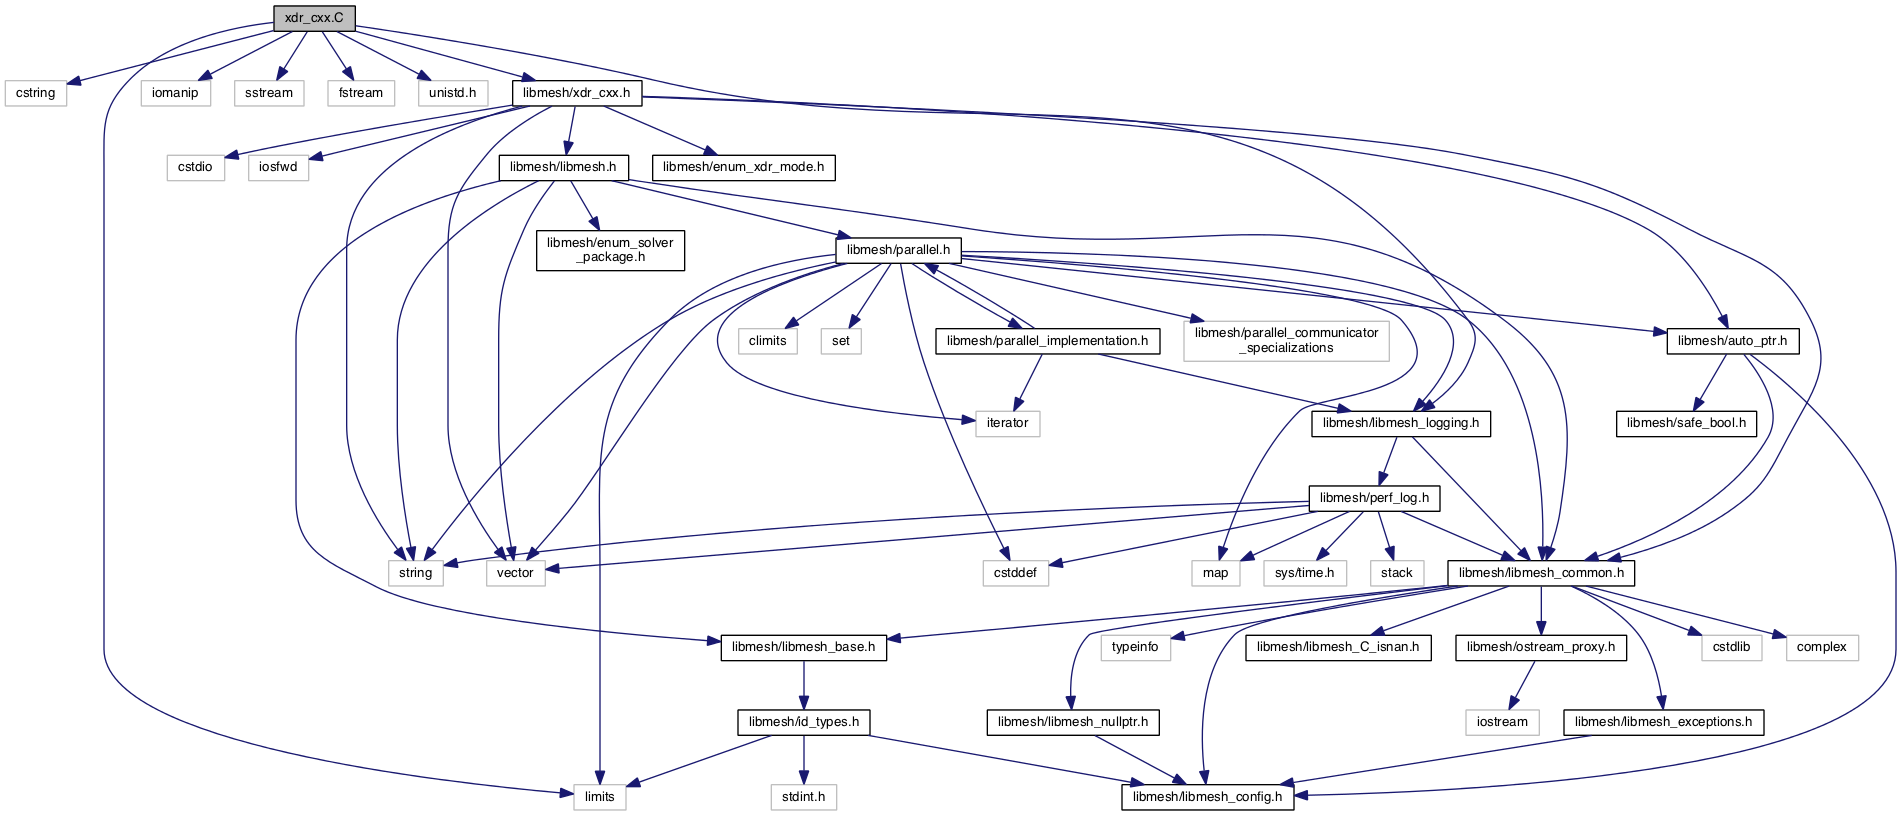 xdr_cxx.C
cstring
iomanip
sstream
fstream
unistd.h
libmesh/xdr_cxx.h
cstdio
iosfwd
libmesh/libmesh.h
libmesh/enum_xdr_mode.h
libmesh/enum_solver
_package.h
libmesh/parallel.h
climits
set
libmesh/parallel_implementation.h
libmesh/parallel_communicator
_specializations
libmesh/auto_ptr.h
iterator
libmesh/libmesh_logging.h
libmesh/safe_bool.h
libmesh/perf_log.h
string
vector
cstddef
map
sys/time.h
stack
libmesh/libmesh_common.h
libmesh/libmesh_base.h
typeinfo
libmesh/libmesh_C_isnan.h
libmesh/ostream_proxy.h
cstdlib
complex
libmesh/id_types.h
libmesh/libmesh_nullptr.h
iostream
libmesh/libmesh_exceptions.h
limits
stdint.h
libmesh/libmesh_config.h